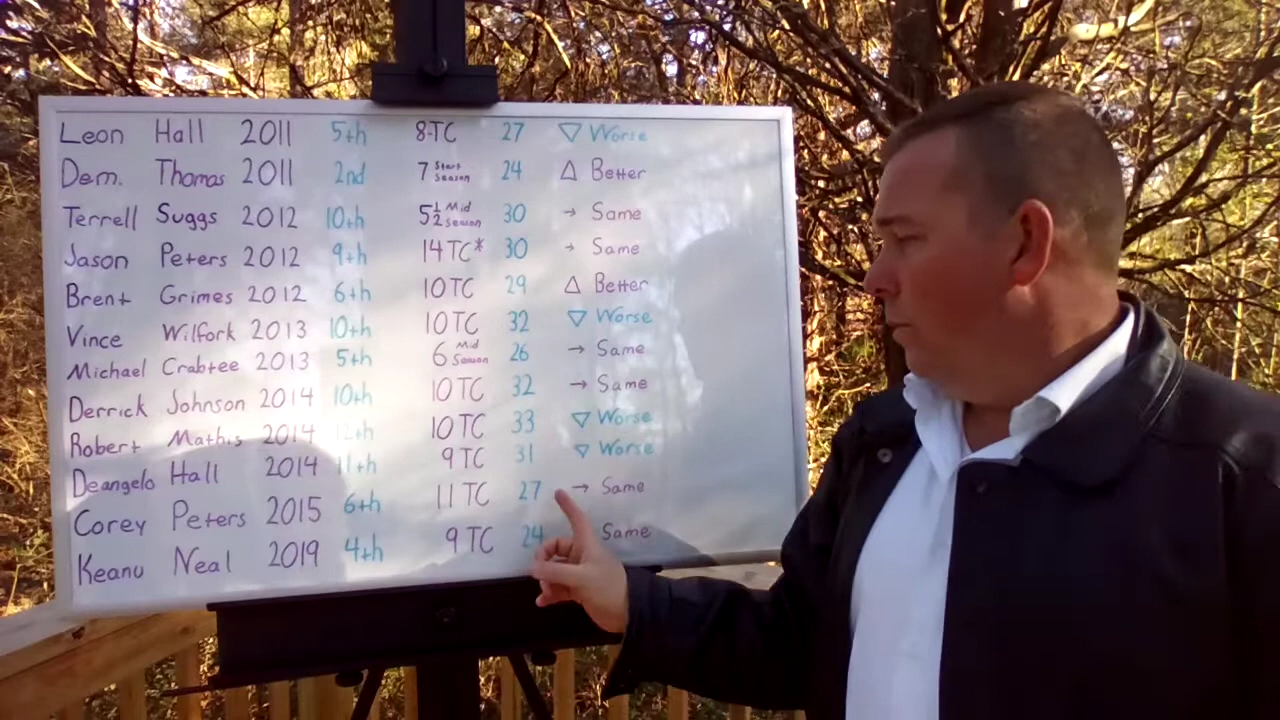 Leon Hall 2011 5th 8-TC 27 ▽ Worse
Dem. Thomas 2011 2nd 7 Start Season 24 △ Better
Terrell Suggs 2012 10th 5½ Mid Season 30 → Same
Jason Peters 2012 9th 14 TC* 30 → Same
Brent Grimes 2012 6th 10 TC 29 △ Better
Vince Wilfork 2013 10th 10 TC 32 ▽ Worse
Michael Crabtee 2013 5th 6 Mid Season 26 → Same
Derrick Johnson 2014 10th 10 TC 32 → Same
Robert Mathis 2014 12th 10 TC 33 ▽ Worse
Deangelo Hall 2014 11th 9 TC 31 ▽ Worse
Corey Peters 2015 6th 11 TC 27 → Same
Keanu Neal 2019 4th 9 TC 24 Same